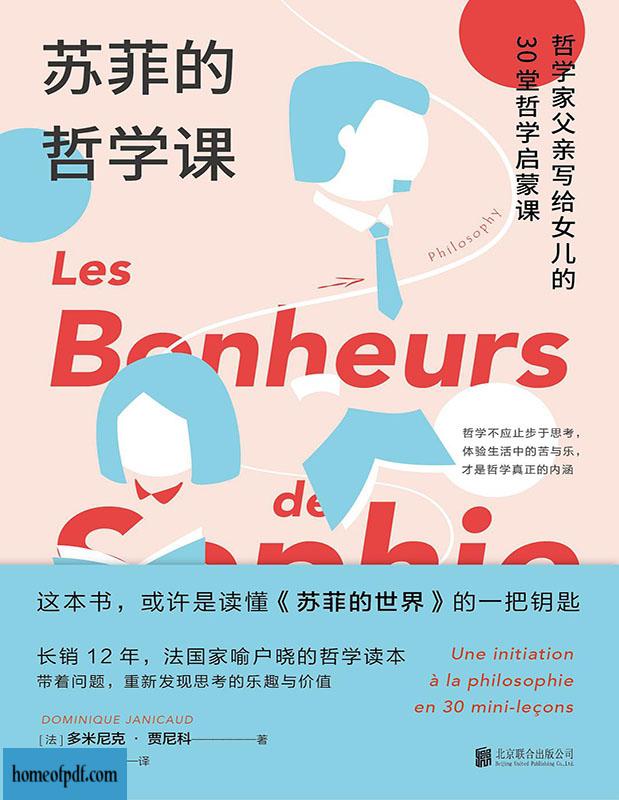 苏菲的
哲学课
哲学家父亲写给女儿的
30堂哲学启蒙课
Philosophy
Les
Bonheurs
de
Sophie
哲学不应止步于思考，
体验生活中的苦与乐，
才是哲学真正的内涵
这本书，或许是读懂《苏菲的世界》的一把钥匙
长销 12 年，法国家喻户晓的哲学读本
带着问题，重新发现思考的乐趣与价值
Une initiation
à la philosophie
en 30 mini-leçons
DOMINIQUE JANICAUD
[法] 多米尼克·贾尼科————著
——译
北京联合出版公司
Beijing United Publishing Co.,Ltd.
homeofpdf.com